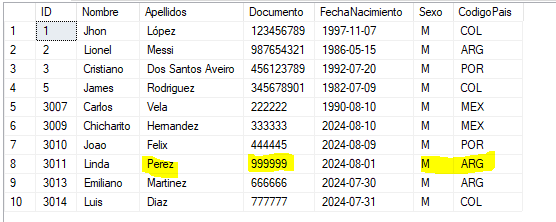 ID Nombre Apellidos Documento FechaNacimiento Sexo CodigoPais
1 1 Jhon López 123456789 1997-11-07 M COL
2 2 Lionel Messi 987654321 1986-05-15 M ARG
3 3 Cristiano Dos Santos Aveiro 456123789 1992-07-20 M POR
4 5 James Rodriguez 345678901 1982-07-09 M COL
5 3007 Carlos Vela 222222 1990-08-10 M MEX
6 3009 Chicharito Hernandez 333333 2024-08-10 M MEX
7 3010 Joao Felix 444445 2024-08-09 M POR
8 3011 Linda Perez 999999 2024-08-01 M ARG
9 3013 Emiliano Martinez 666666 2024-07-30 M ARG
10 3014 Luis Diaz 777777 2024-07-31 M COL